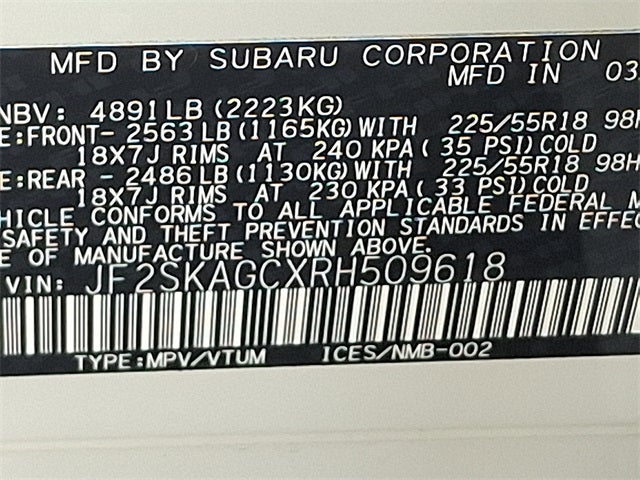 MFD BY SUBARU CORPORATION
MFD IN 03
NBV: 4891LB (2223KG)
E:FRONT- 2563 LB (1165KG) WITH 225/55R18 98H
18X7J RIMS AT 240 KPA ( 35 PSI) COLD
E:REAR - 2486 LB (1130KG) WITH 225/55R18 98H
18X7J RIMS AT 230 KPA ( 33 PSI) COLD
HICLE CONFORMS TO ALL APPLICABLE FEDERAL M
SAFETY AND THEFT PREVENTION STANDARDS IN EFFEC
E OF MANUFACTURE SHOWN ABOVE.
VIN: JF2SKAGCXRH509618
TYPE:MPV/VTUM ICES/NMB-002